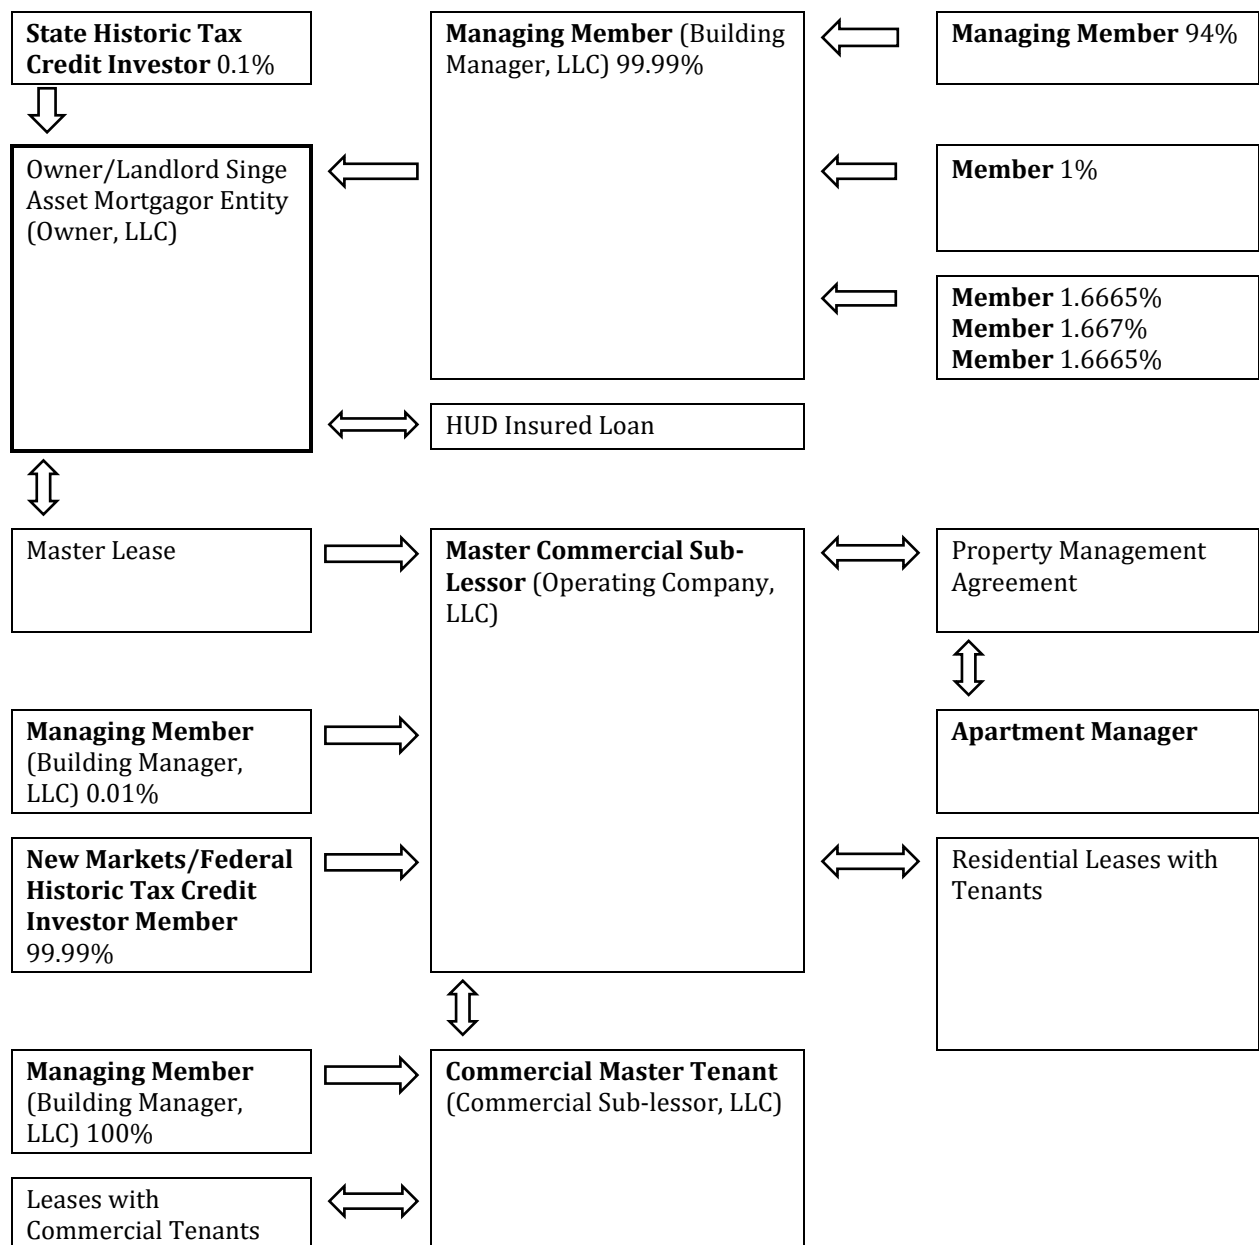 State Historic Tax
Credit Investor 0.1%
Managing Member (Building
Manager, LLC) 99.99%
Managing Member 94%
Owner/Landlord Singe
Asset Mortgagor Entity
(Owner, LLC)
Member 1%
Member 1.6665%
Member 1.667%
Member 1.6665%
HUD Insured Loan
Master Lease
Master Commercial Sub-
Lessor (Operating Company,
LLC)
Property Management
Agreement
Managing Member
(Building Manager,
LLC) 0.01%
Apartment Manager
New Markets/Federal
Historic Tax Credit
Investor Member
99.99%
Residential Leases with
Tenants
Managing Member
(Building Manager,
LLC) 100%
Commercial Master Tenant
(Commercial Sub-lessor, LLC)
Leases with
Commercial Tenants